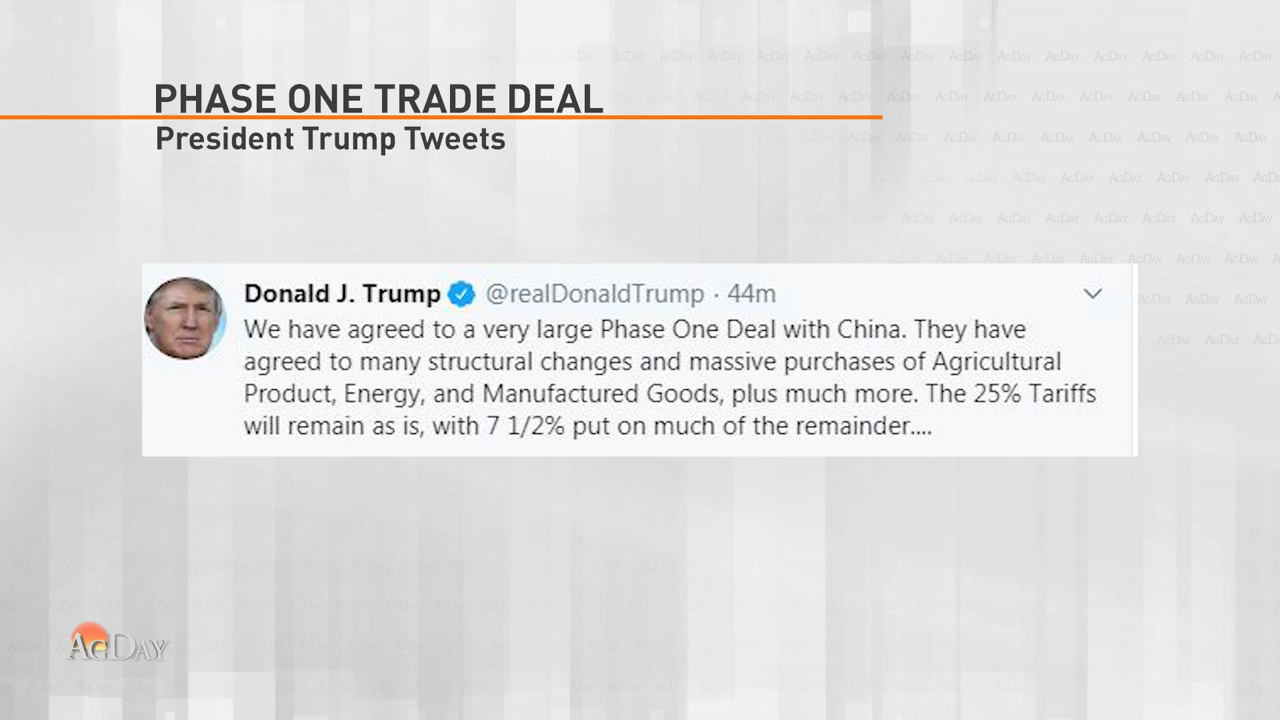 PHASE ONE TRADE DEAL
President Trump Tweets
Donald J. Trump @realDonaldTrump · 44m
We have agreed to a very large Phase One Deal with China. They have
agreed to many structural changes and massive purchases of Agricultural
Product, Energy, and Manufactured Goods, plus much more. The 25% Tariffs
will remain as is, with 7 1/2% put on much of the remainder....
AGDAY